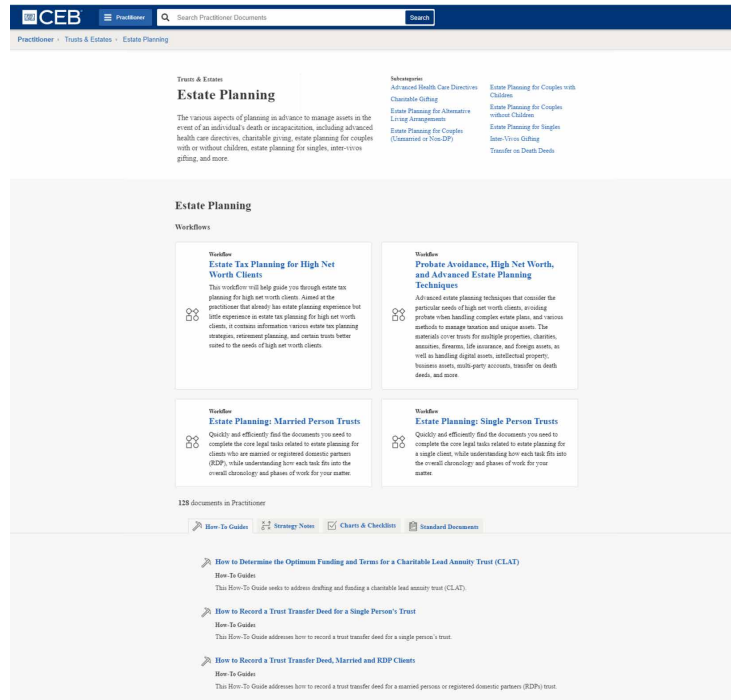 CEB
Practitioner
Search Practitioner Documents
Search
Practitioner › Trusts & Estates › Estate Planning
Trusts & Estates
Estate Planning
The various aspects of planning in advance to manage assets in the
event of an individual's death or incapacitation, including advanced
health care directives, charitable giving, estate planning for couples
with or without children, estate planning for singles, inter-vivos
gifting, and more.
Subcategories
Advanced Health Care Directives
Charitable Gifting
Estate Planning for Alternative
Living Arrangements
Estate Planning for Couples
(Unmarried or Non-DP)
Estate Planning for Couples with
Children
Estate Planning for Couples
without Children
Estate Planning for Singles
Inter-Vivos Gifting
Transfer on Death Deeds
Estate Planning
Workflows
Workflow
Estate Tax Planning for High Net
Worth Clients
This workflow will help guide you through estate tax
planning for high net worth clients. Aimed at the
practitioner that already has estate planning experience but
little experience in estate tax planning for high net worth
clients, it contains information various estate tax planning
strategies, retirement planning, and certain trusts better
suited to the needs of high net worth clients.
Workflow
Probate Avoidance, High Net Worth,
and Advanced Estate Planning
Techniques
Advanced estate planning techniques that consider the
particular needs of high net worth clients, avoiding
probate when handling complex estate plans, and various
methods to manage taxation and unique assets. The
materials cover trusts for multiple properties, charities,
annuities, firearms, life insurance, and foreign assets, as
well as handling digital assets, intellectual property,
business assets, multi-party accounts, transfer on death
deeds, and more.
Workflow
Estate Planning: Married Person Trusts
Quickly and efficiently find the documents you need to
complete the core legal tasks related to estate planning for
clients who are married or registered domestic partners
(RDP), while understanding how each task fits into the
overall chronology and phases of work for your matter.
Workflow
Estate Planning: Single Person Trusts
Quickly and efficiently find the documents you need to
complete the core legal tasks related to estate planning for
a single client, while understanding how each task fits into
the overall chronology and phases of work for your
matter.
128 documents in Practitioner
How-To Guides
Strategy Notes
Charts & Checklists
Standard Documents
How to Determine the Optimum Funding and Terms for a Charitable Lead Annuity Trust (CLAT)
How-To Guides
This How-To Guide seeks to address drafting and funding a charitable lead annuity trust (CLAT).
How to Record a Trust Transfer Deed for a Single Person's Trust
How-To Guides
This How-To Guide addresses how to record a trust transfer deed for a single person's trust.
How to Record a Trust Transfer Deed, Married and RDP Clients
How-To Guides
This How-To Guide addresses how to record a trust transfer deed for a married persons or registered domestic partners (RDPs) trust.